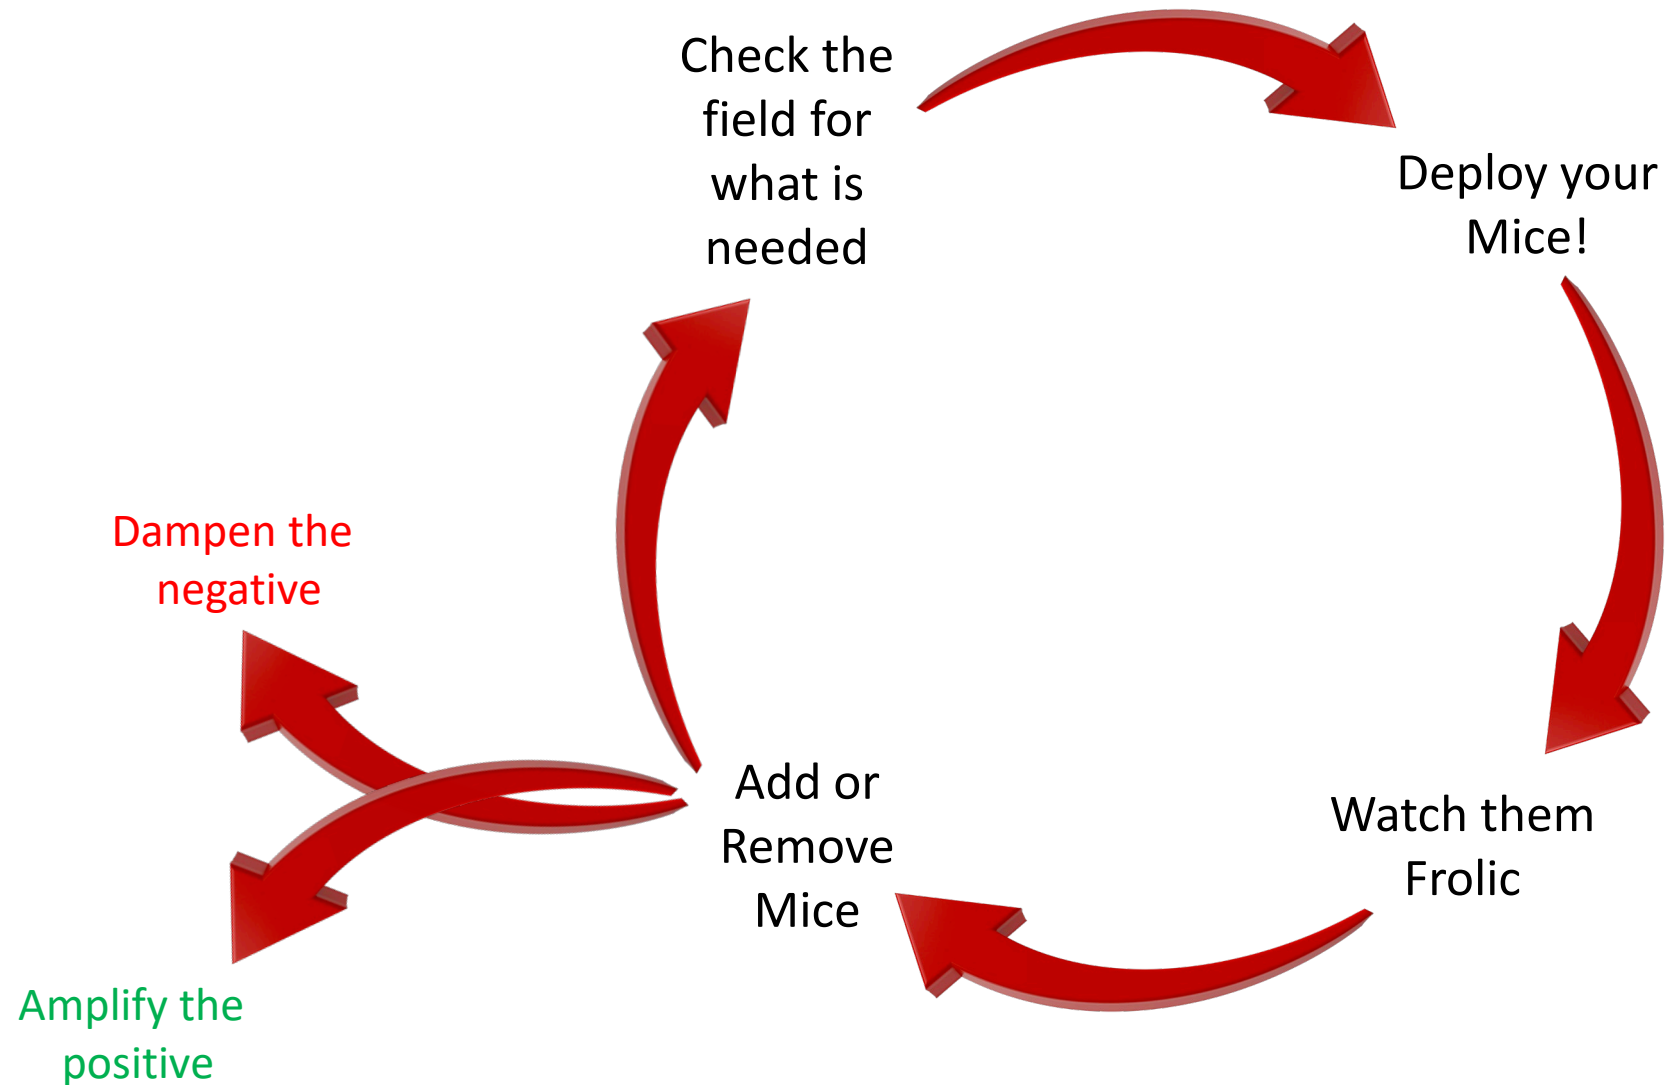 Check the
field for
what is
needed
Deploy your
Mice!
Watch them
Frolic
Add or
Remove
Mice
Dampen the
negative
Amplify the
positive